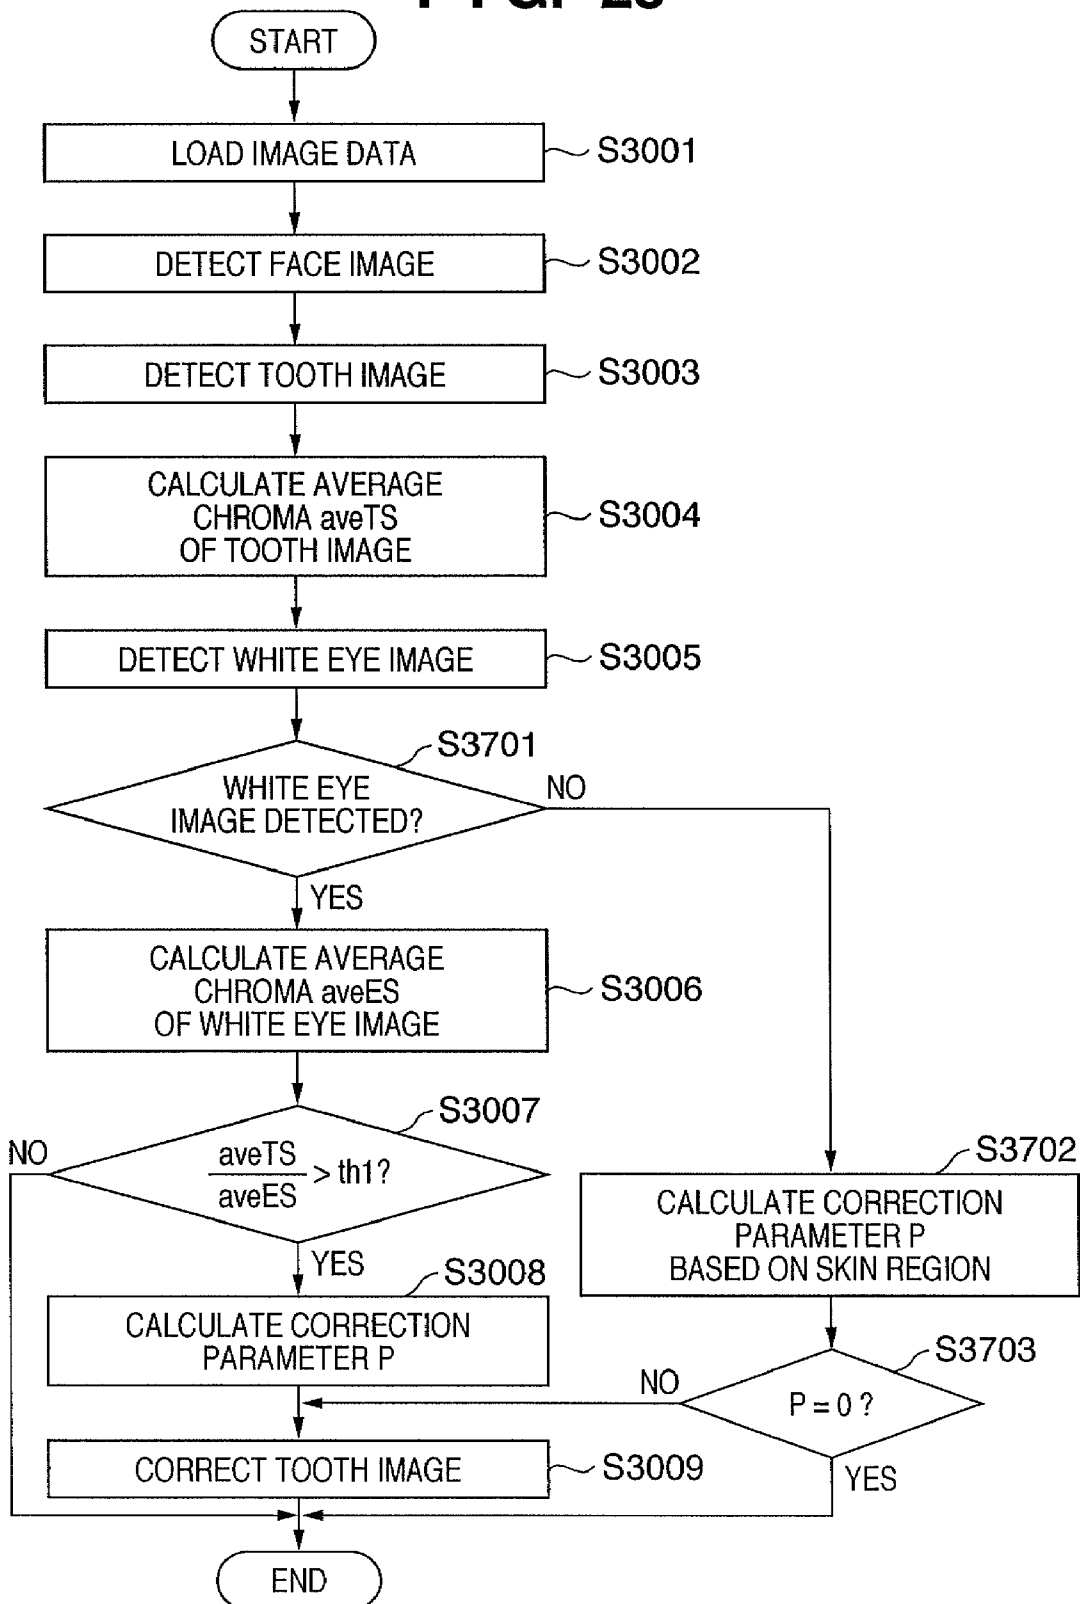 START
LOAD IMAGE DATA
S3001
DETECT FACE IMAGE
S3002
DETECT TOOTH IMAGE
S3003
CALCULATE AVERAGE
CHROMA aveTS
OF TOOTH IMAGE
S3004
DETECT WHITE EYE IMAGE
S3005
S3701
WHITE EYE
IMAGE DETECTED?
NO
YES
CALCULATE AVERAGE
CHROMA aveES
OF WHITE EYE IMAGE
S3006
S3007
NO
aveTS
aveES
> th1?
YES
S3702
CALCULATE CORRECTION
PARAMETER P
BASED ON SKIN REGION
S3008
CALCULATE CORRECTION
PARAMETER P
S3703
NO
P = 0 ?
YES
CORRECT TOOTH IMAGE
S3009
END